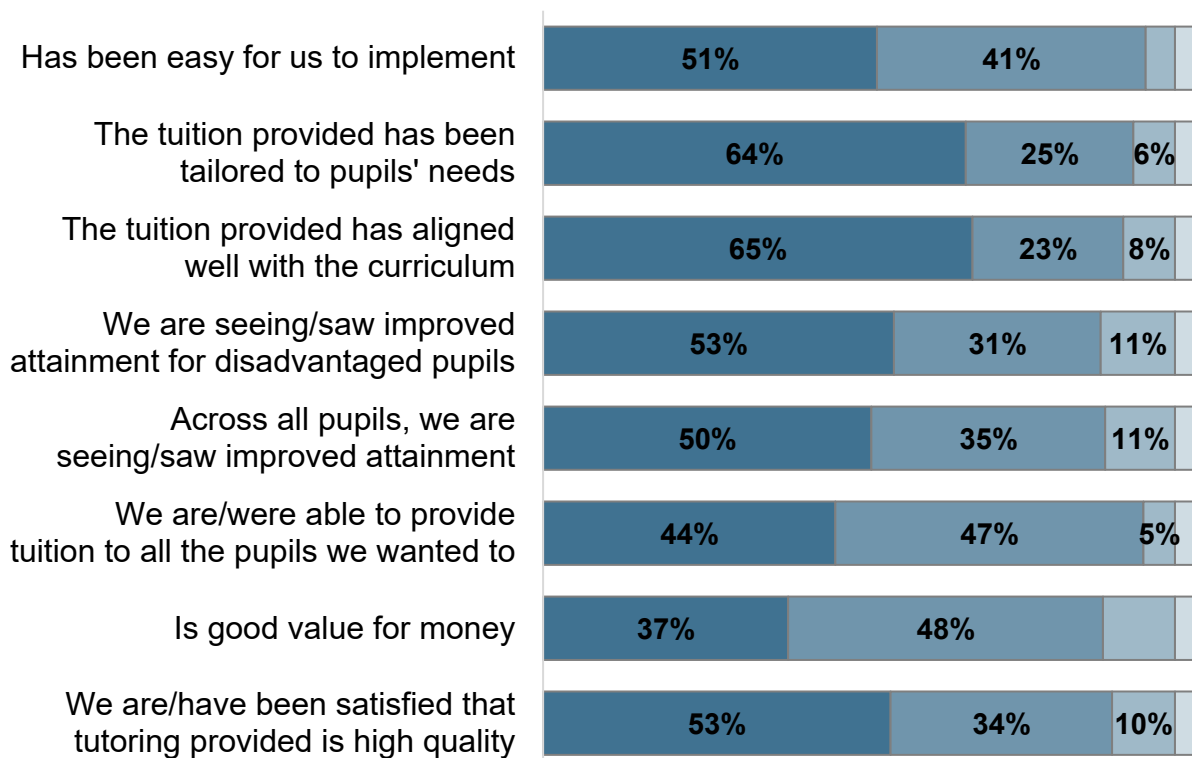 Has been easy for us to implement
51% 41%
The tuition provided has been
tailored to pupils' needs
64% 25% 6%
The tuition provided has aligned
well with the curriculum
65% 23% 8%
We are seeing/saw improved
attainment for disadvantaged pupils
53% 31% 11%
Across all pupils, we are
seeing/saw improved attainment
50% 35% 11%
We are/were able to provide
tuition to all the pupils we wanted to
44% 47% 5%
Is good value for money
37% 48%
We are/have been satisfied that
tutoring provided is high quality
53% 34% 10%